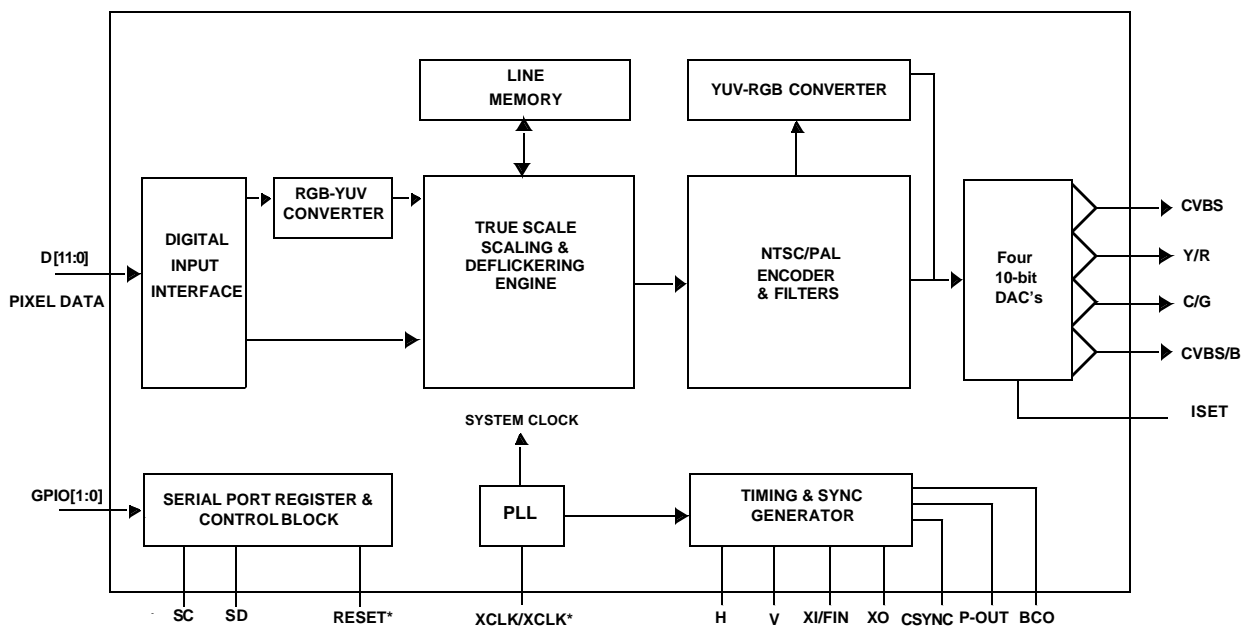 LINE
MEMORY
YUV-RGB CONVERTER
RGB-YUV
CONVERTER
TRUE SCALE
SCALING &
DEFLICKERING
ENGINE
DIGITAL
INPUT
INTERFACE
NTSC/PAL
ENCODER
& FILTERS
Four
10-bit
DAC's
D[11:0]
PIXEL DATA
CVBS
Y/R
C/G
CVBS/B
ISET
SYSTEM CLOCK
GPIO[1:0]
SERIAL PORT REGISTER &
CONTROL BLOCK
PLL
TIMING & SYNC
GENERATOR
SC SD RESET* XCLK/XCLK* H V XI/FIN XO CSYNC P-OUT BCO